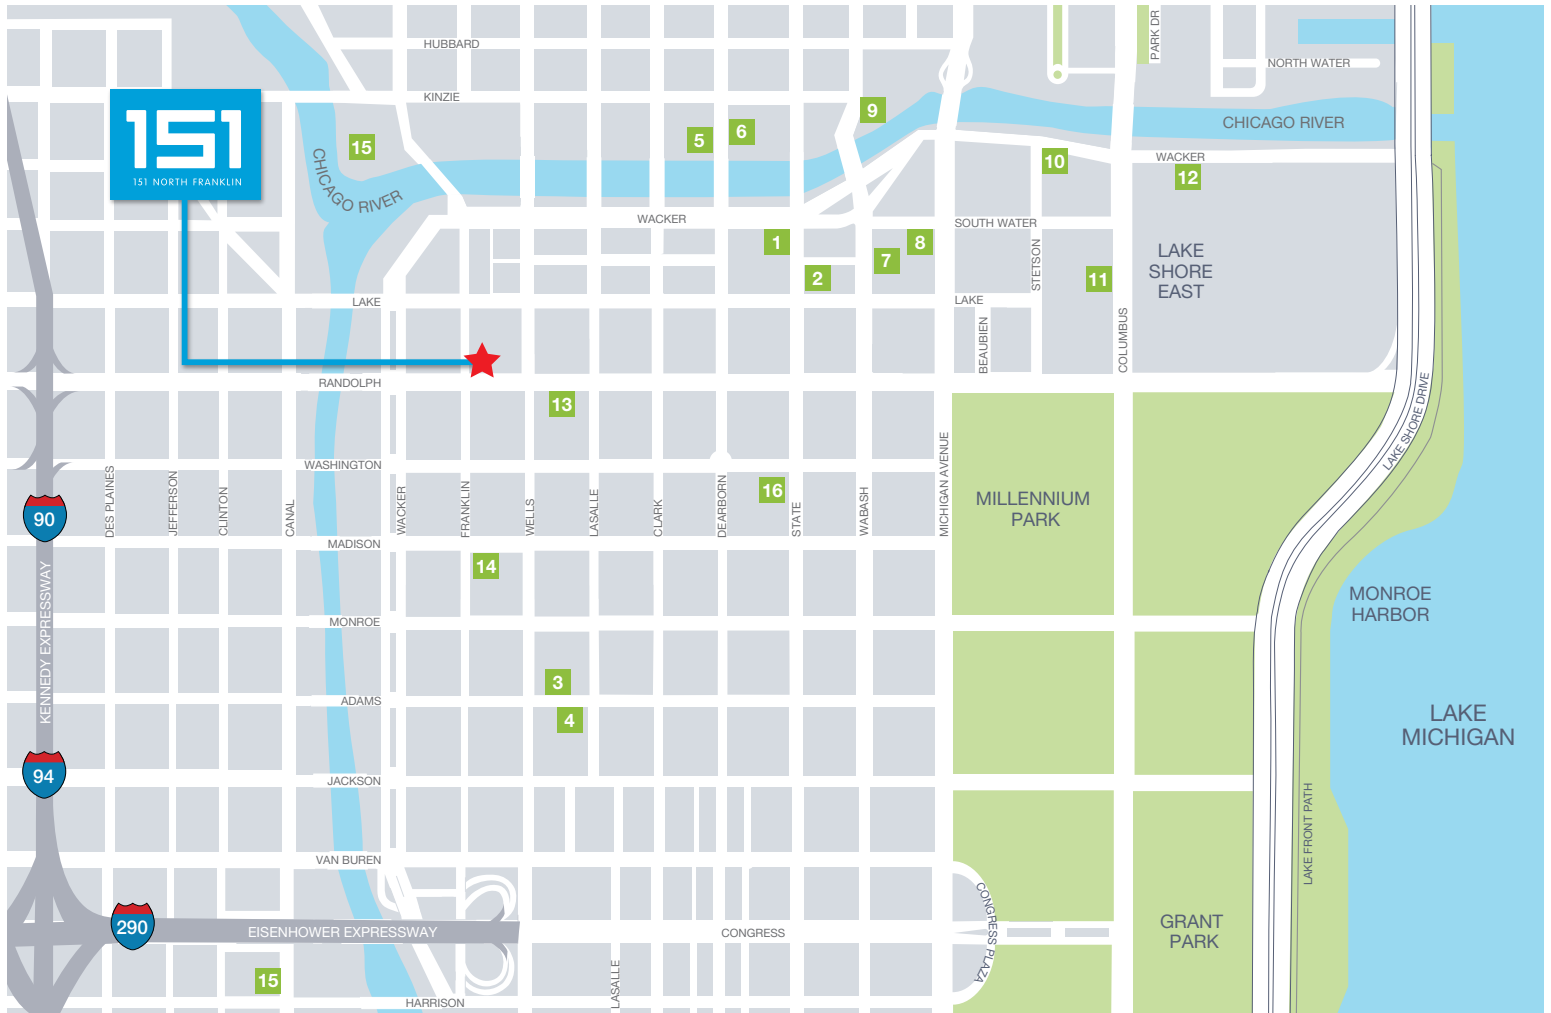 HUBBARD
PARK DR
NORTH WATER
KINZIE
151
151 NORTH FRANKLIN
9
CHICAGO RIVER
5
6
15
CHICAGO RIVER
10
WACKER
12
WACKER
SOUTH WATER
1
8
7
2
STETSON
11
LAKE
SHORE
EAST
LAKE
LAKE
BEAUBIEN
COLUMBUS
RANDOLPH
13
LAKE SHORE DRIVE
WASHINGTON
90
DES PLAINES
JEFFERSON
CLINTON
CANAL
WACKER
FRANKLIN
WELLS
LASALLE
CLARK
DEARBORN
16
STATE
WABASH
MICHIGAN AVENUE
MILLENNIUM
PARK
MADISON
14
KENNEDY EXPRESSWAY
MONROE
HARBOR
MONROE
3
ADAMS
4
LAKE
MICHIGAN
94
JACKSON
LAKE FRONT PATH
VAN BUREN
290
EISENHOWER EXPRESSWAY
CONGRESS
CONGRESS PLAZA
GRANT
PARK
15
LASALLE
HARRISON